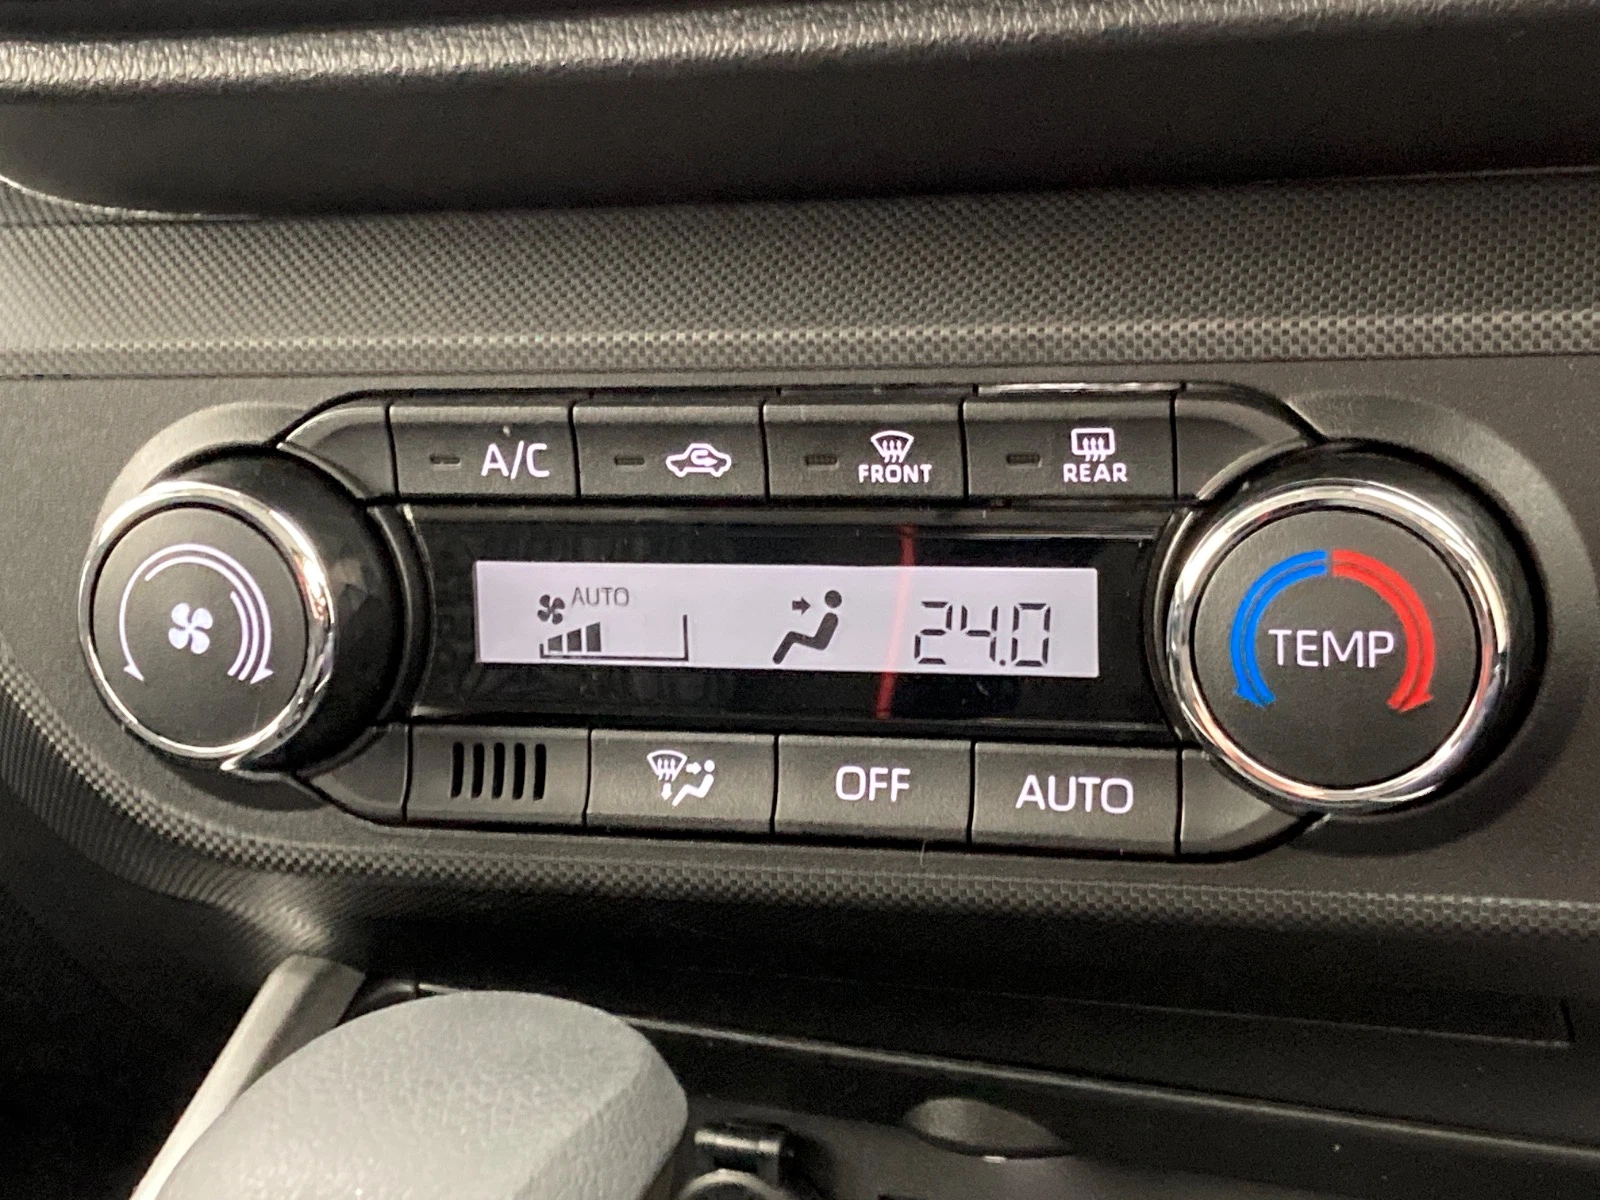 A/C
FRONT
REAR
AUTO
24.0
TEMP
OFF
AUTO